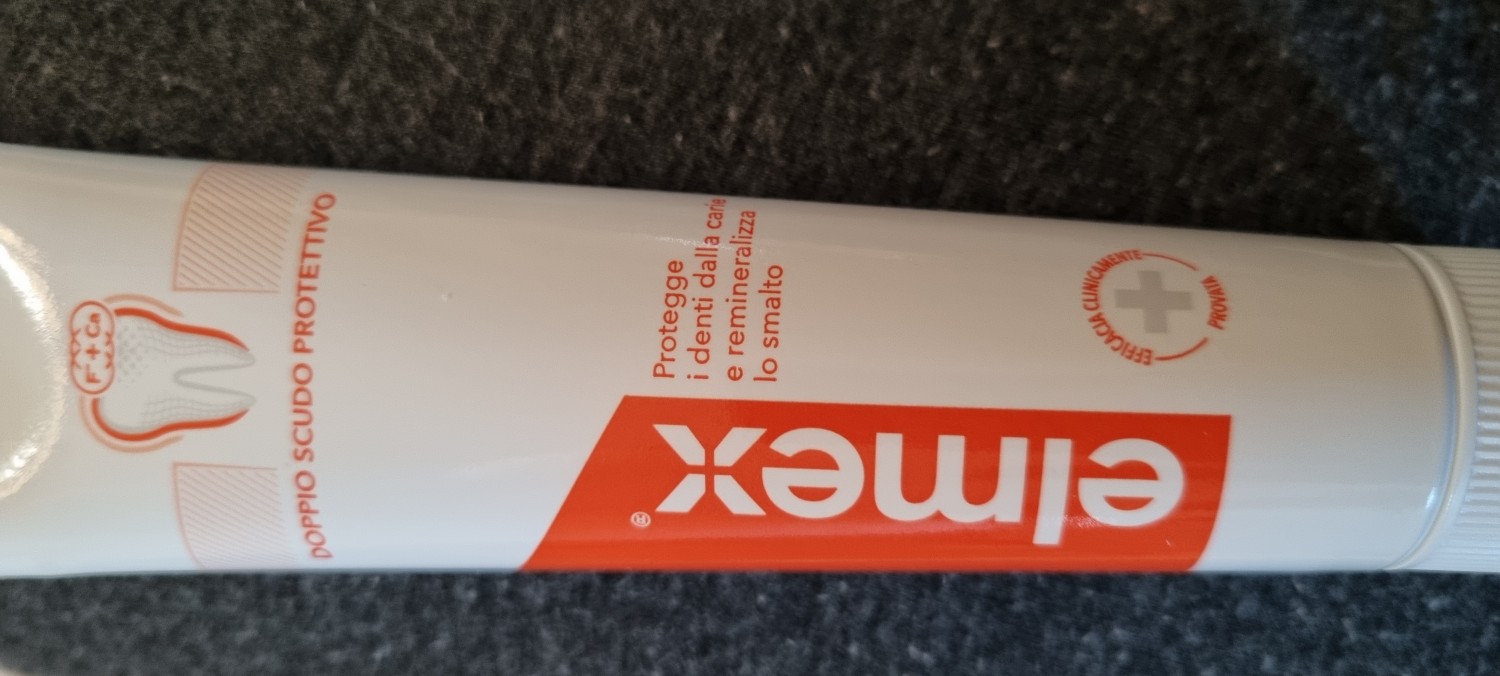 elmex®
Protegge
i denti dalla carie
e remineralizza
lo smalto
EFFICACIA CLINICAMENTE
PROVATA
F + Ca
DOPPIO SCUDO PROTETTIVO